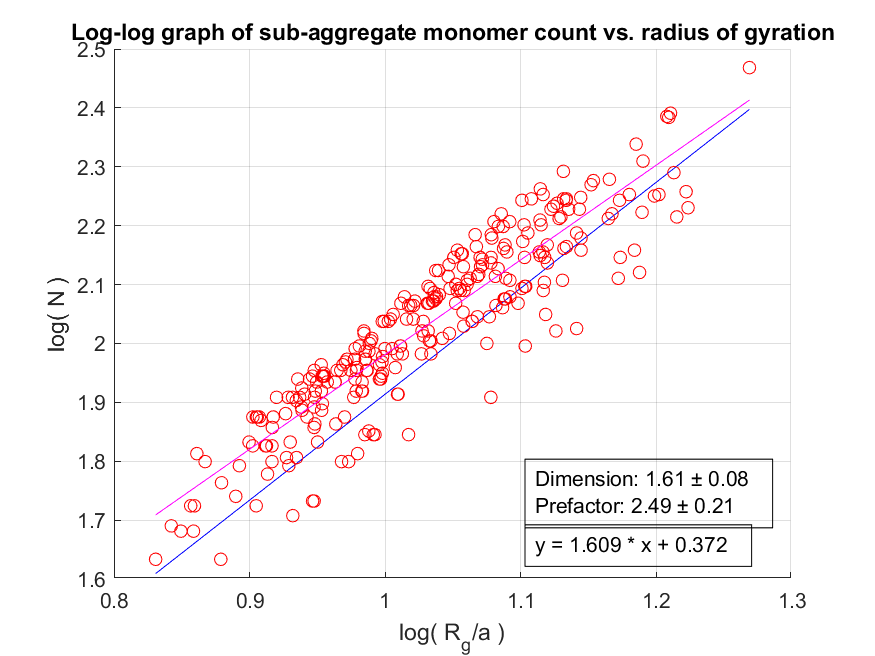 Log-log graph of sub-aggregate monomer count vs. radius of gyration
2.5
2.4
2.3
2.2
2.1
2
1.9
1.8
1.7
1.6
log( N )
Dimension: 1.61 ± 0.08
Prefactor: 2.49 ± 0.21
y = 1.609 * x + 0.372
0.8 0.9 1 1.1 1.2 1.3
log( R_g/a )